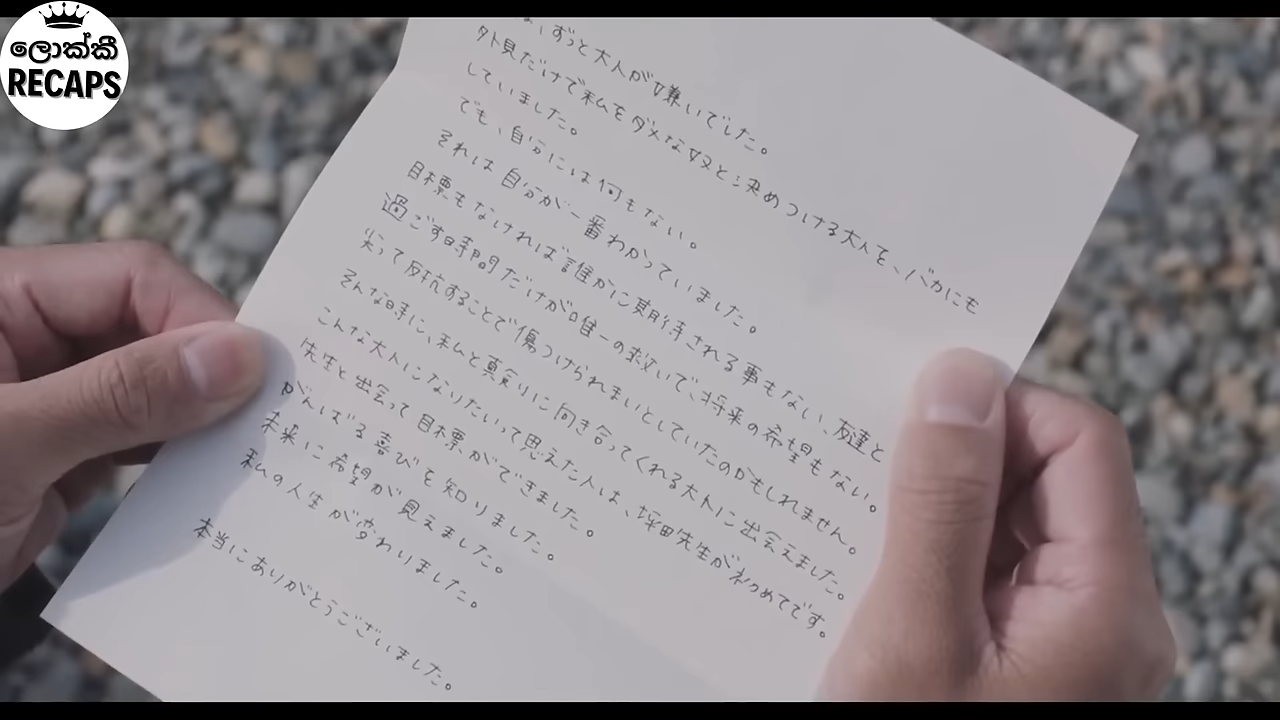 ලොක්කී
RECAPS
、ずっと大人が嫌いでした。
外見だけで私をダメな奴と決めつける大人を、バカにも
していました。
でも、自分には何もない。
それは自分が一番わかっていました。
目標もなければ誰かに期待される事もない、友達と
過ごす時間だけが唯一の救いで、将来の希望もない。
尖って反抗することで傷つけられまいとしていたのかもしれません。
そんな時に、私と真剣に向き合ってくれる大人に出会えました。
こんな大人になりたいって思えた人は、坪田先生が初めてです。
先生と出会って目標ができました。
がんばる喜びを知りました。
未来に希望が見えました。
私の人生が変わりました。
本当にありがとうございました。